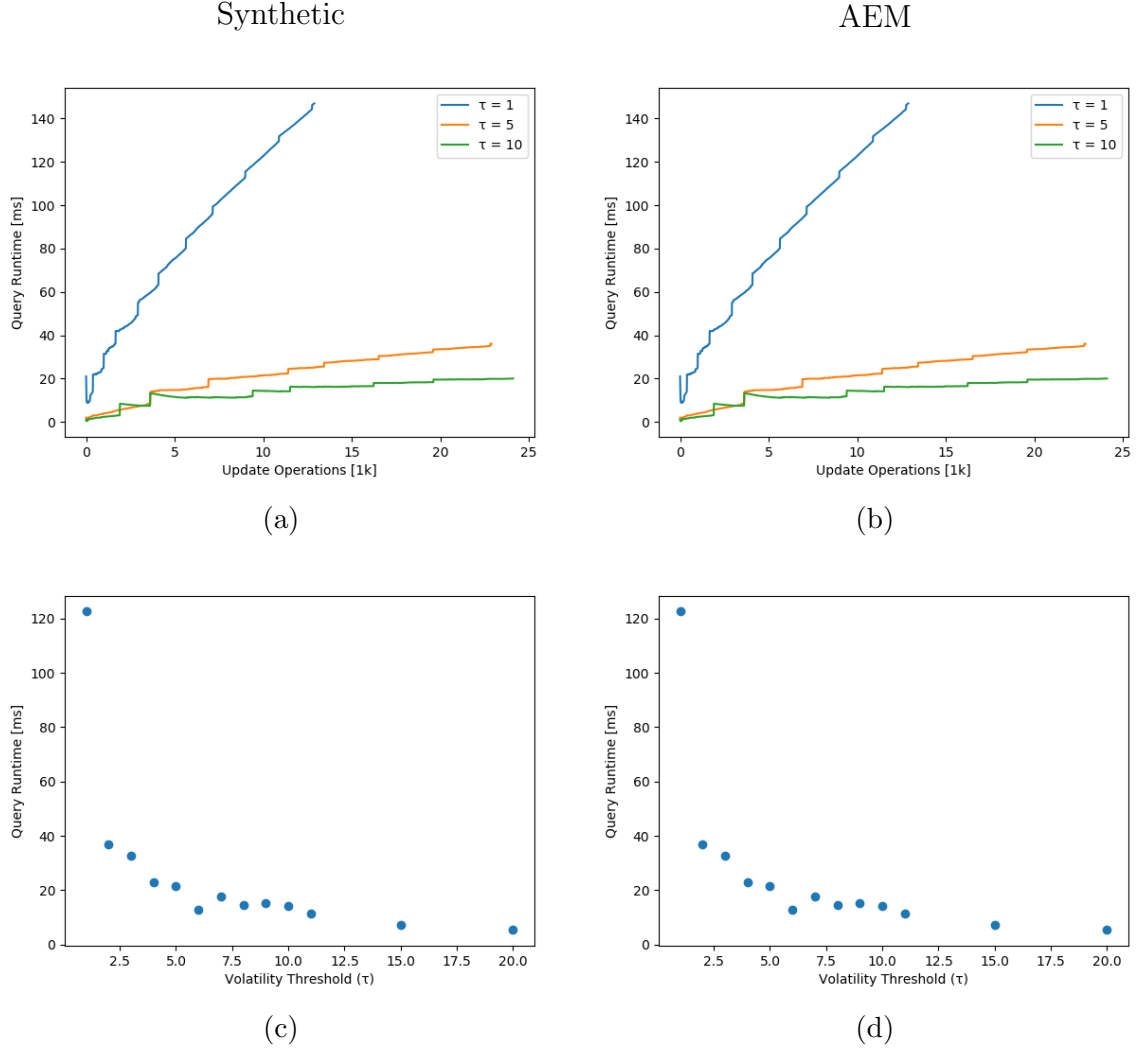 Synthetic
AEM
140
120
100
80
60
40
20
0
Query Runtime [ms]
τ = 1
τ = 5
τ = 10
0 5 10 15 20 25
Update Operations [1k]
(a)
140
120
100
80
60
40
20
0
Query Runtime [ms]
τ = 1
τ = 5
τ = 10
0 5 10 15 20 25
Update Operations [1k]
(b)
120
100
80
60
40
20
0
Query Runtime [ms]
2.5 5.0 7.5 10.0 12.5 15.0 17.5 20.0
Volatility Threshold (τ)
(c)
120
100
80
60
40
20
0
Query Runtime [ms]
2.5 5.0 7.5 10.0 12.5 15.0 17.5 20.0
Volatility Threshold (τ)
(d)